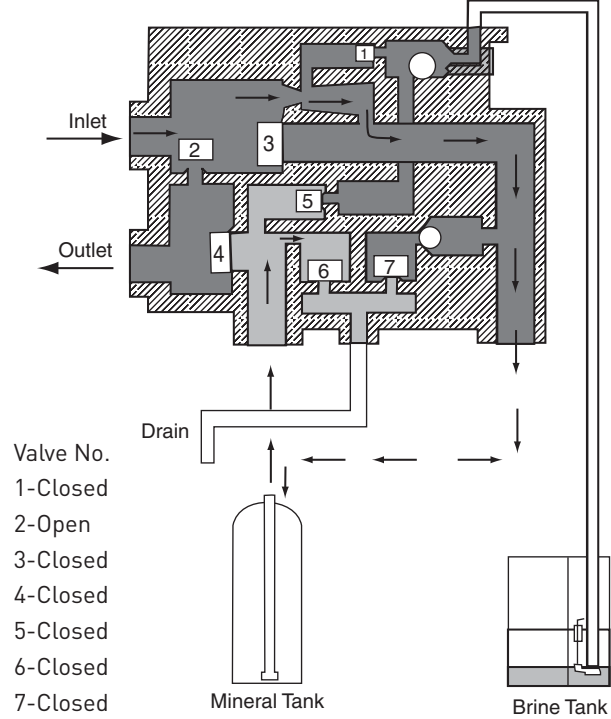 1
Inlet
2
3
5
Outlet
4
6
7
Drain
Valve No.
1-Closed
2-Open
3-Closed
4-Closed
5-Closed
6-Closed
7-Closed
Mineral Tank
Brine Tank